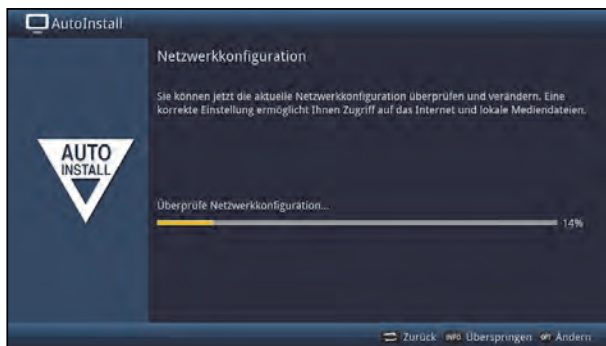 AutoInstall
Netzwerkkonfiguration
Sie können jetzt die aktuelle Netzwerkkonfiguration überprüfen und verändern. Eine
korrekte Einstellung ermöglicht Ihnen Zugriff auf das Internet und lokale Mediendateien.
AUTO
INSTALL
Überprüfe Netzwerkkonfiguration...
14%
Zurück INFO Überspringen OPT Ändern